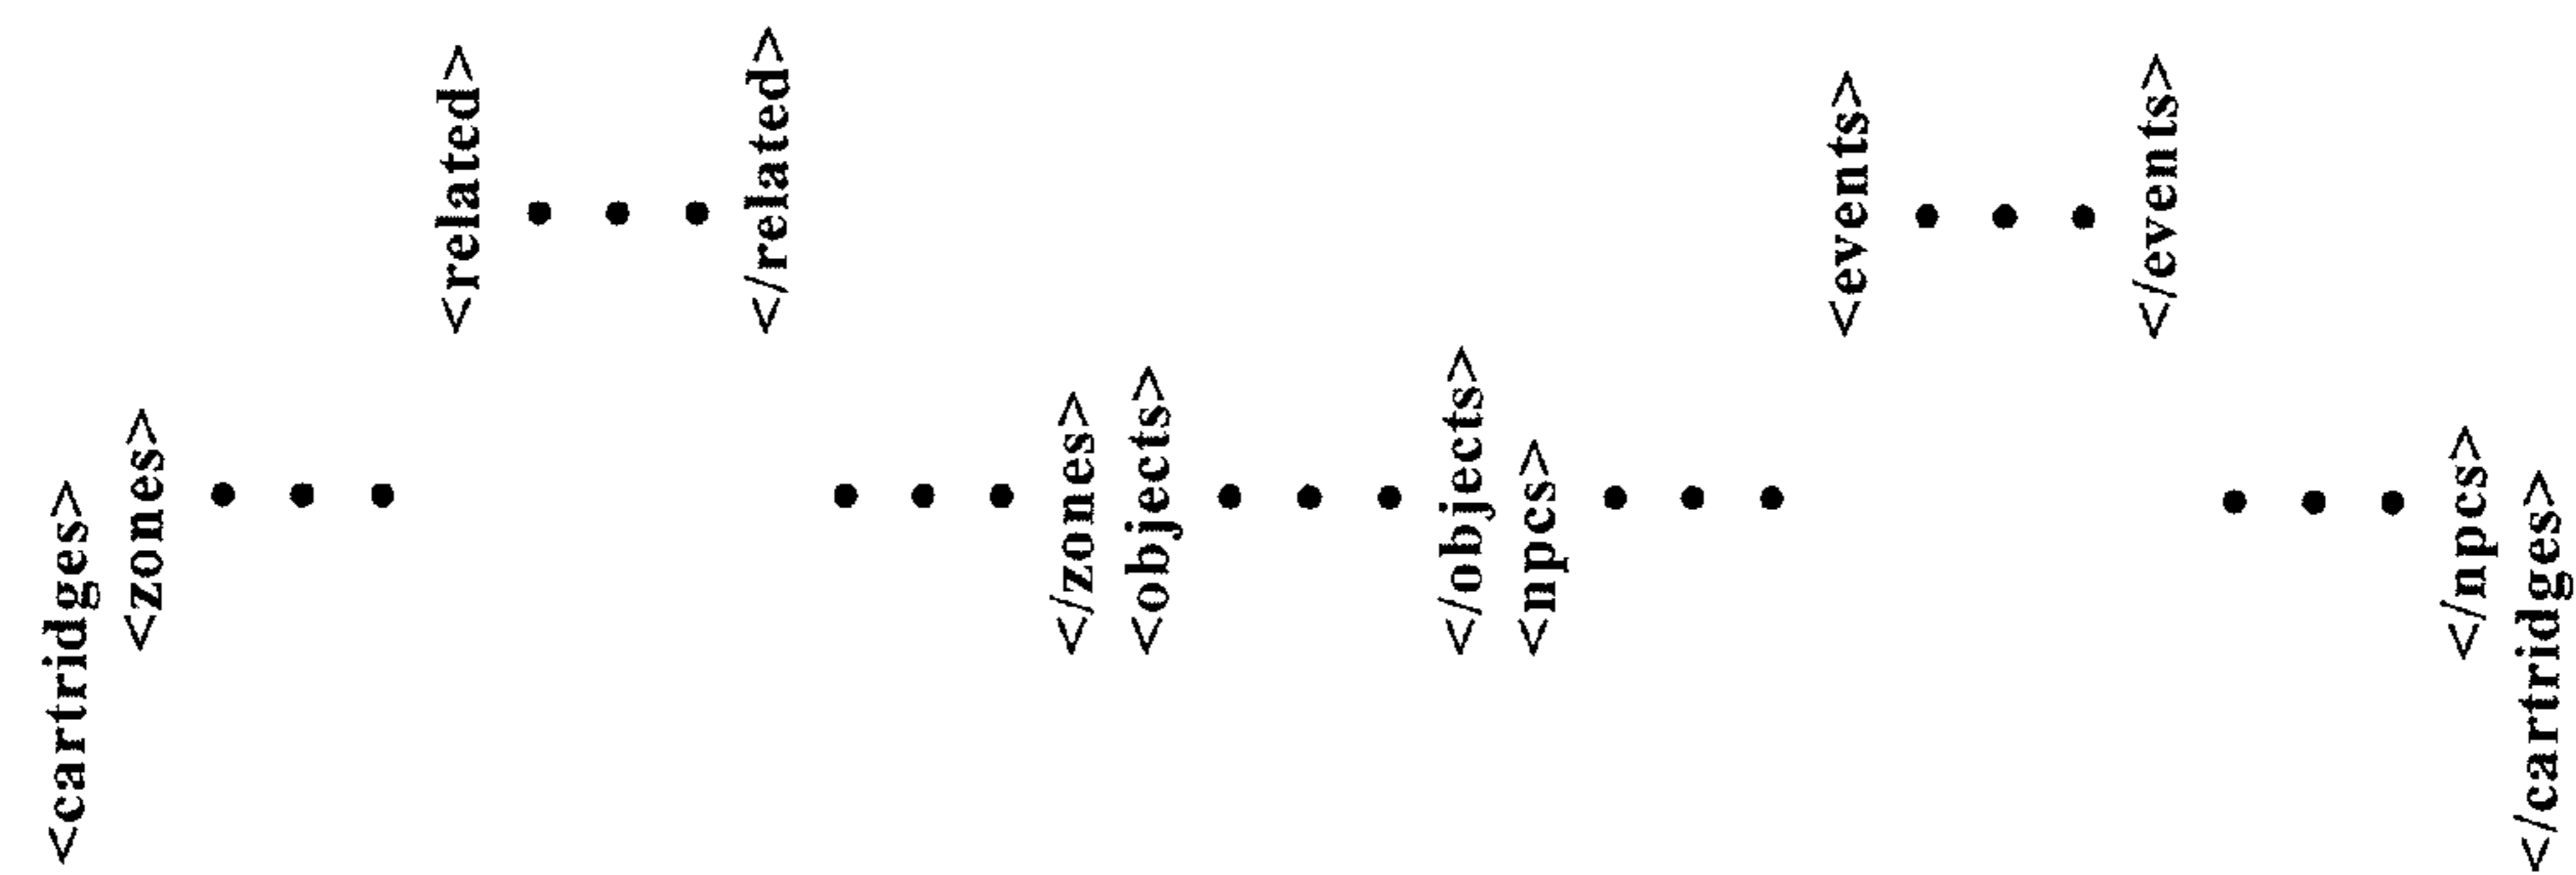 <cartridges>
<zones>
•
•
•
<related>
•
•
•
</related>
•
•
•
</zones>
<objects>
•
•
•
</objects>
<npcs>
•
•
•
<events>
•
•
•
</events>
•
•
•
</npcs>
</cartridges>